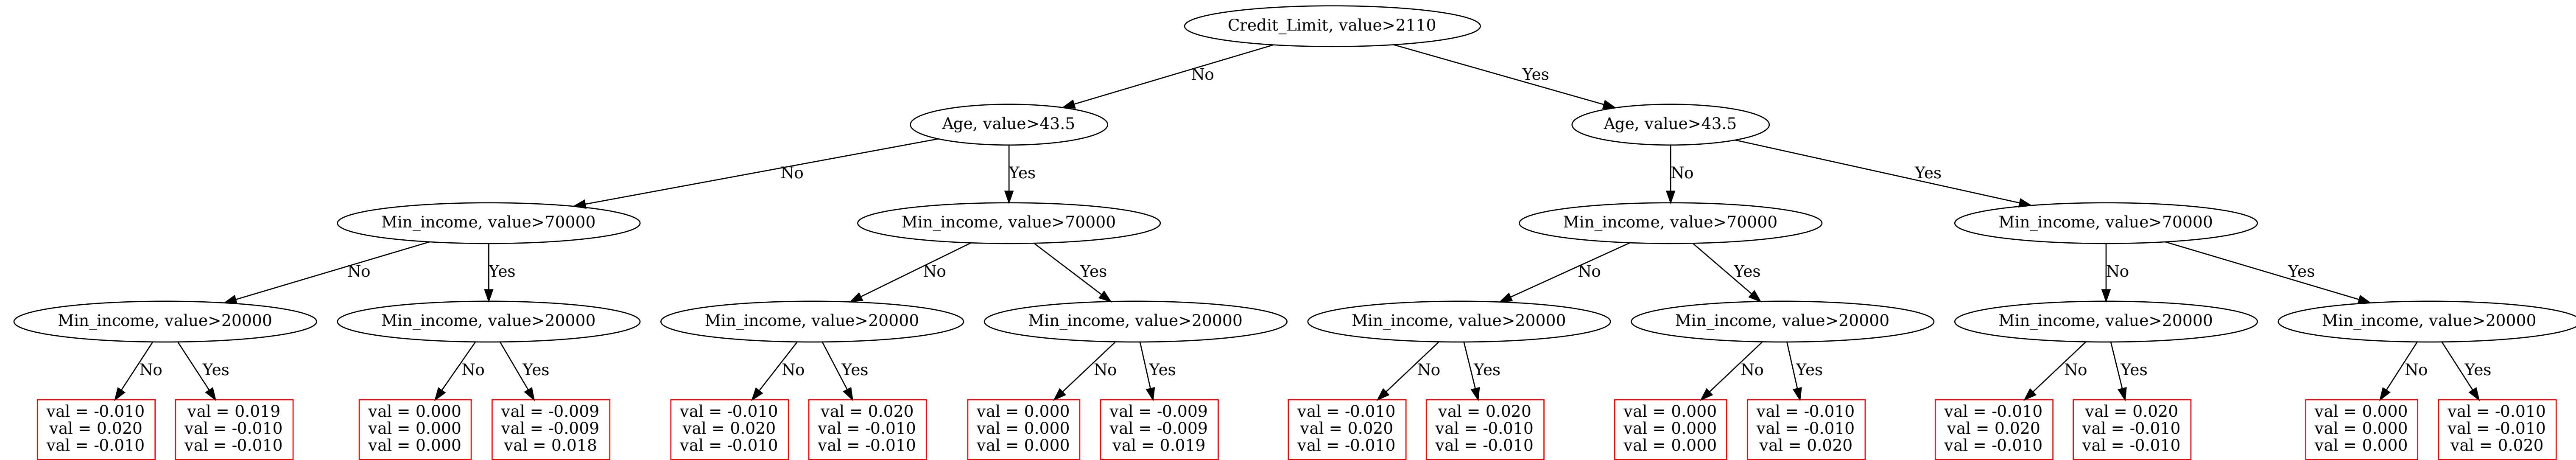 Credit_Limit, value>2110
No
Yes
Age, value>43.5
Age, value>43.5
No
Yes
No
Yes
Min_income, value>70000
Min_income, value>70000
Min_income, value>70000
Min_income, value>70000
No
Yes
No
Yes
No
Yes
No
Yes
Min_income, value>20000
Min_income, value>20000
Min_income, value>20000
Min_income, value>20000
Min_income, value>20000
Min_income, value>20000
Min_income, value>20000
Min_income, value>20000
No
Yes
No
Yes
No
Yes
No
Yes
No
Yes
No
Yes
No
Yes
No
Yes
val = -0.010
val = 0.020
val = -0.010
val = 0.019
val = -0.010
val = -0.010
val = 0.000
val = 0.000
val = 0.000
val = -0.009
val = -0.009
val = 0.018
val = -0.010
val = 0.020
val = -0.010
val = 0.020
val = -0.010
val = -0.010
val = 0.000
val = 0.000
val = 0.000
val = -0.009
val = -0.009
val = 0.019
val = -0.010
val = 0.020
val = -0.010
val = 0.020
val = -0.010
val = -0.010
val = 0.000
val = 0.000
val = 0.000
val = -0.010
val = -0.010
val = 0.020
val = -0.010
val = 0.020
val = -0.010
val = 0.020
val = -0.010
val = -0.010
val = 0.000
val = 0.000
val = 0.000
val = -0.010
val = -0.010
val = 0.020